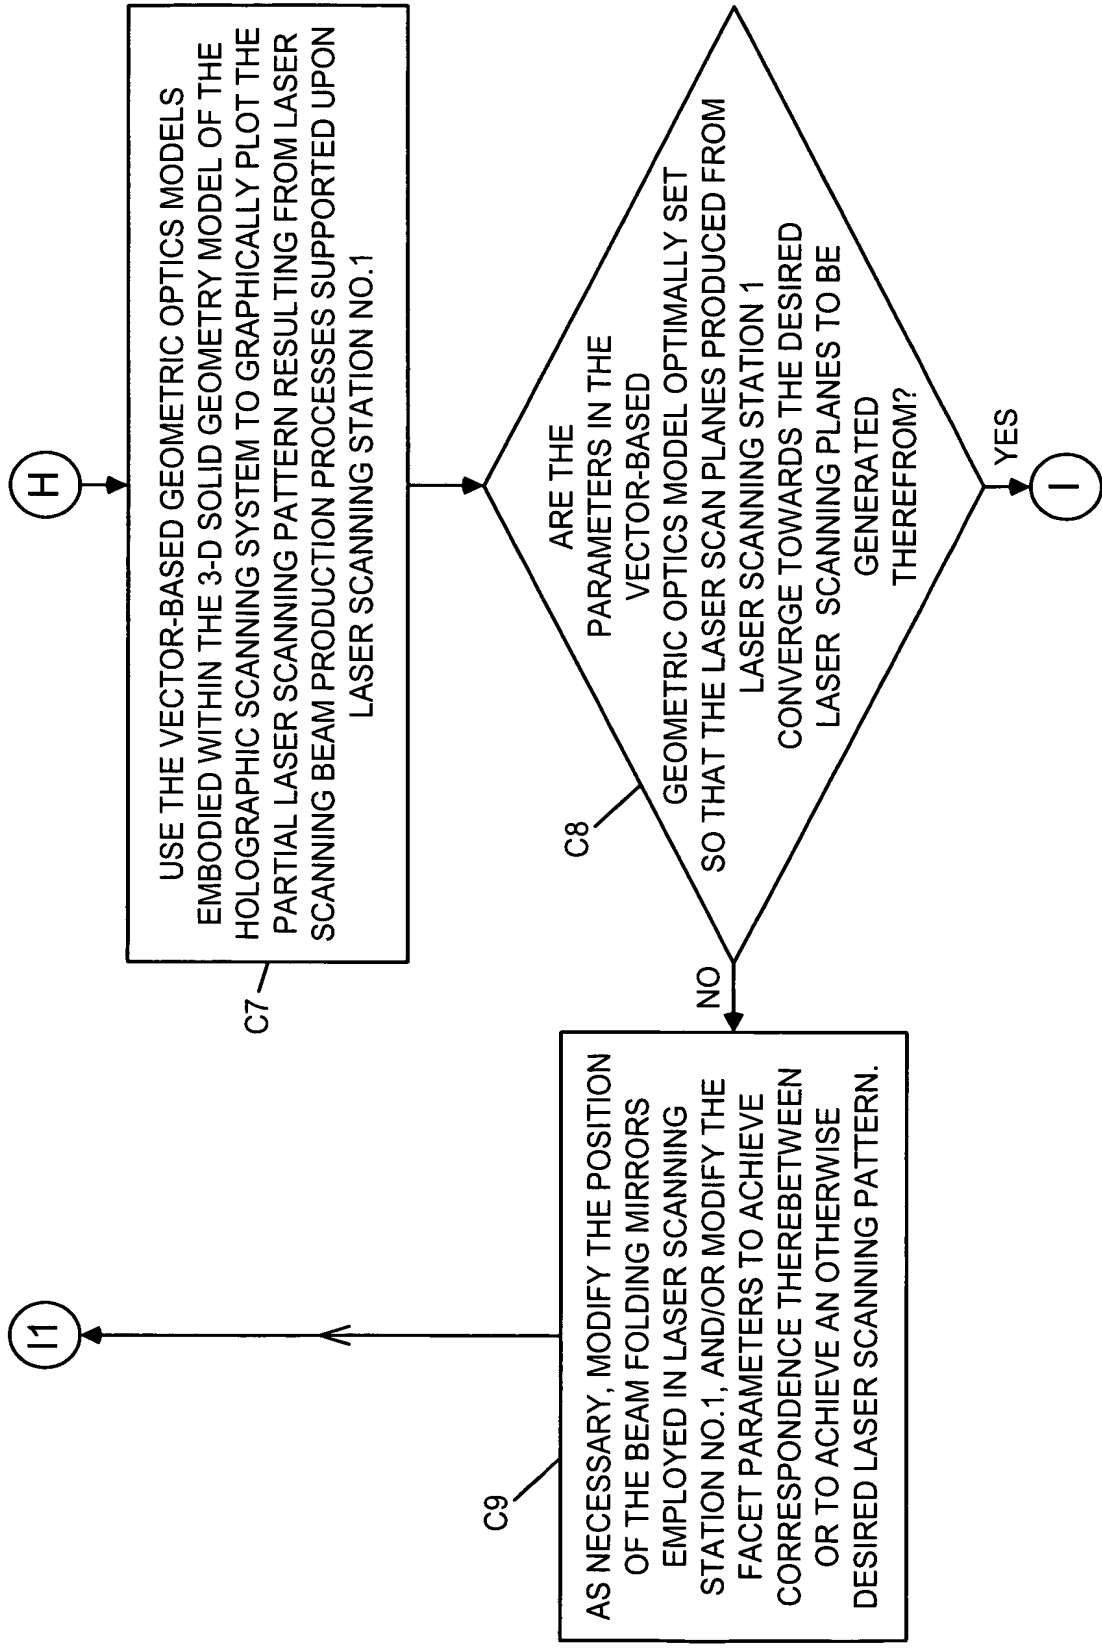 H
USE THE VECTOR-BASED GEOMETRIC OPTICS MODELS
EMBODIED WITHIN THE 3-D SOLID GEOMETRY MODEL OF THE
HOLOGRAPHIC SCANNING SYSTEM TO GRAPHICALLY PLOT THE
PARTIAL LASER SCANNING PATTERN RESULTING FROM LASER
SCANNING BEAM PRODUCTION PROCESSES SUPPORTED UPON
LASER SCANNING STATION NO.1
C7
ARE THE
PARAMETERS IN THE
VECTOR-BASED
GEOMETRIC OPTICS MODEL OPTIMALLY SET
SO THAT THE LASER SCAN PLANES PRODUCED FROM
LASER SCANNING STATION 1
CONVERGE TOWARDS THE DESIRED
LASER SCANNING PLANES TO BE
GENERATED
THEREFROM?
C8
YES
I
NO
I1
AS NECESSARY, MODIFY THE POSITION
OF THE BEAM FOLDING MIRRORS
EMPLOYED IN LASER SCANNING
STATION NO.1, AND/OR MODIFY THE
FACET PARAMETERS TO ACHIEVE
CORRESPONDENCE THEREBETWEEN
OR TO ACHIEVE AN OTHERWISE
DESIRED LASER SCANNING PATTERN.
C9